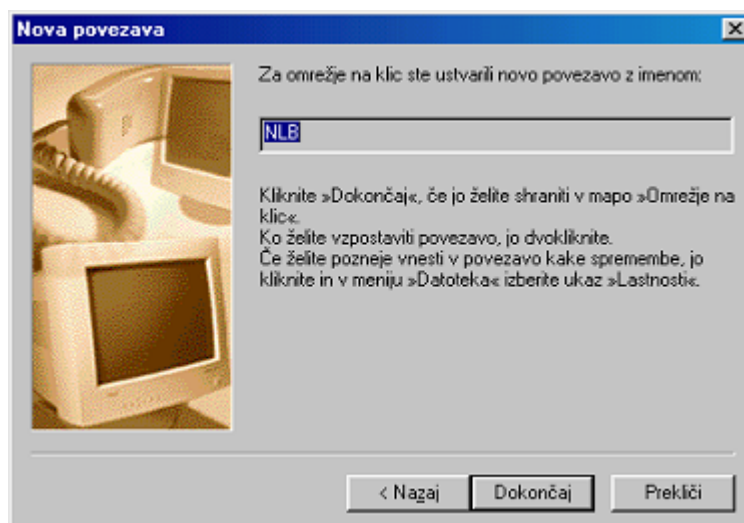 Nova povezava
Za omrežje na klic ste ustvarili novo povezavo z imenom:
NLB
Kliknite »Dokončaj«, če jo želite shraniti v mapo »Omrežje na
klic«.
Ko želite vzpostaviti povezavo, jo dvokliknite.
Če želite pozneje vnesti v povezavo kake spremembe, jo
kliknite in v meniju »Datoteka« izberite ukaz »Lastnosti«.
< Nazaj Dokončaj Prekliči